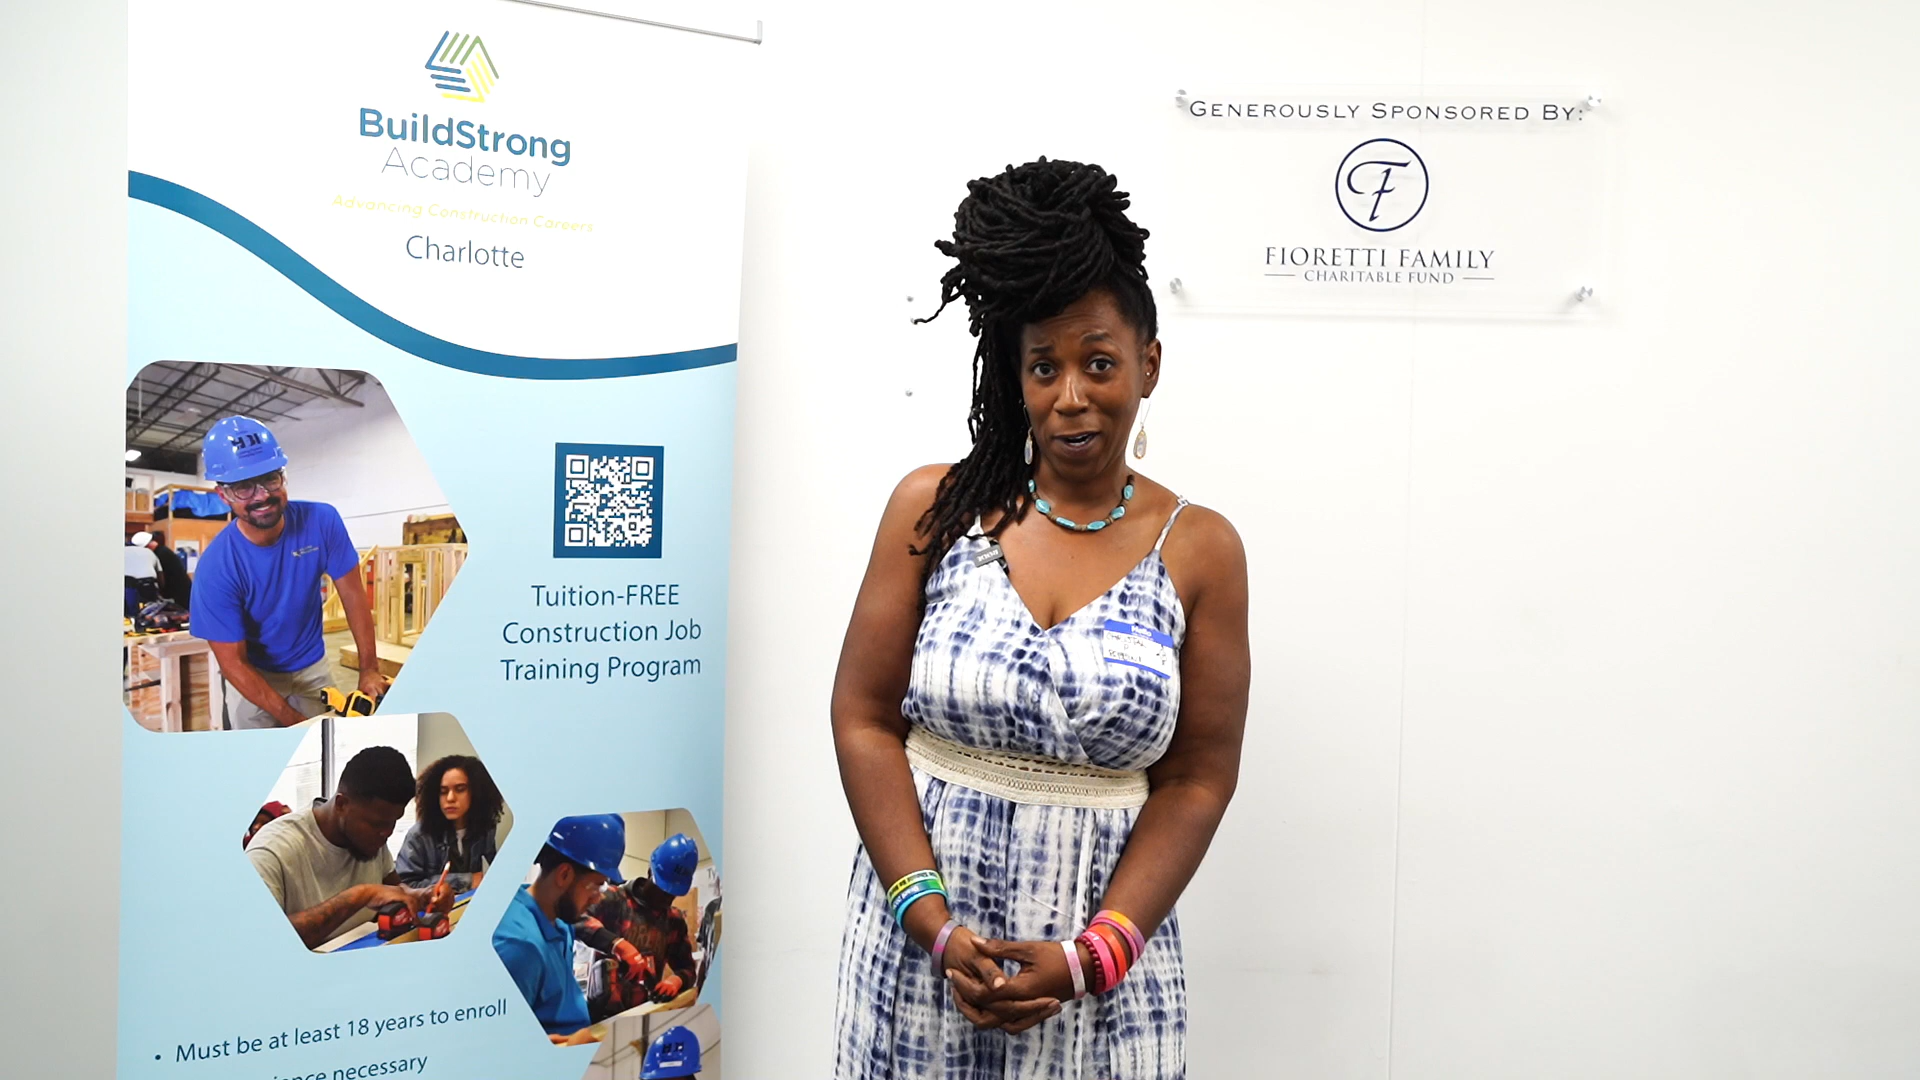 BuildStrong
Academy
Advancing Construction Careers
Charlotte
Tuition-FREE
Construction Job
Training Program
• Must be at least 18 years to enroll
necessary
GENEROUSLY SPONSORED BY:
F
FIORETTI FAMILY
CHARITABLE FUND